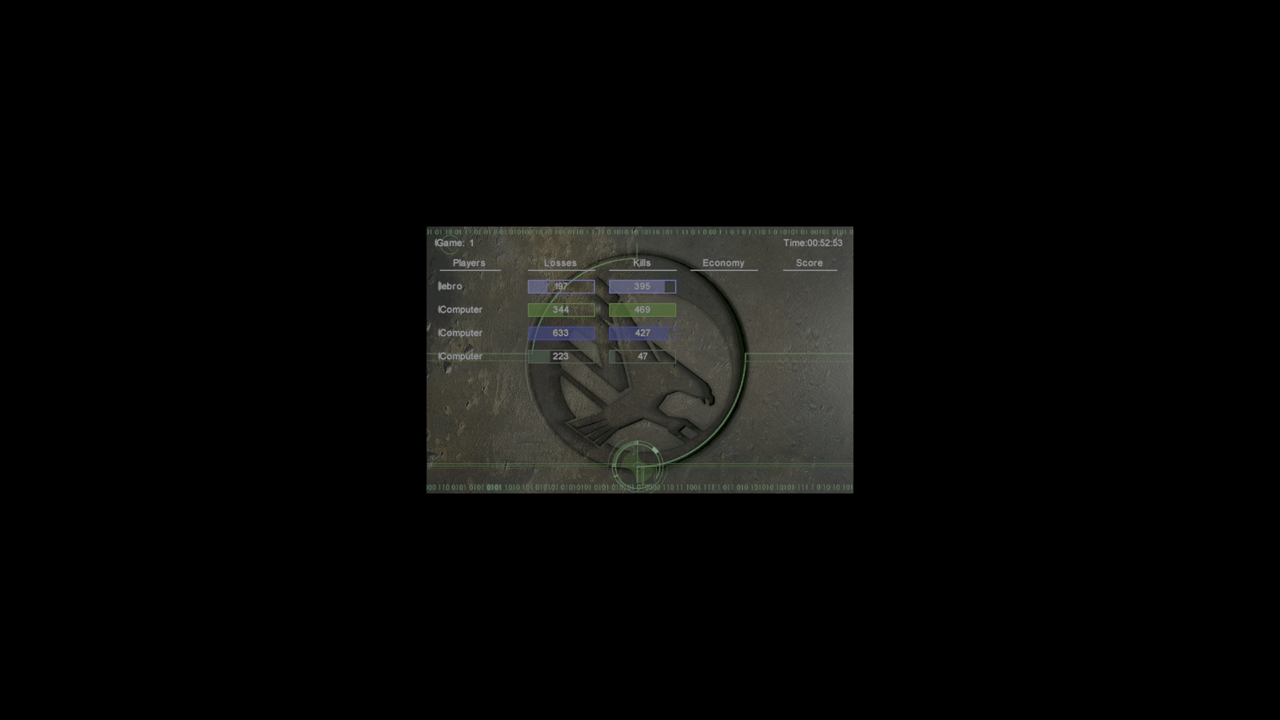 Game: 1 Time:00:52:53
Players Losses Kills Economy Score
lebro 197 395
Computer 344 469
Computer 633 427
Computer 223 47